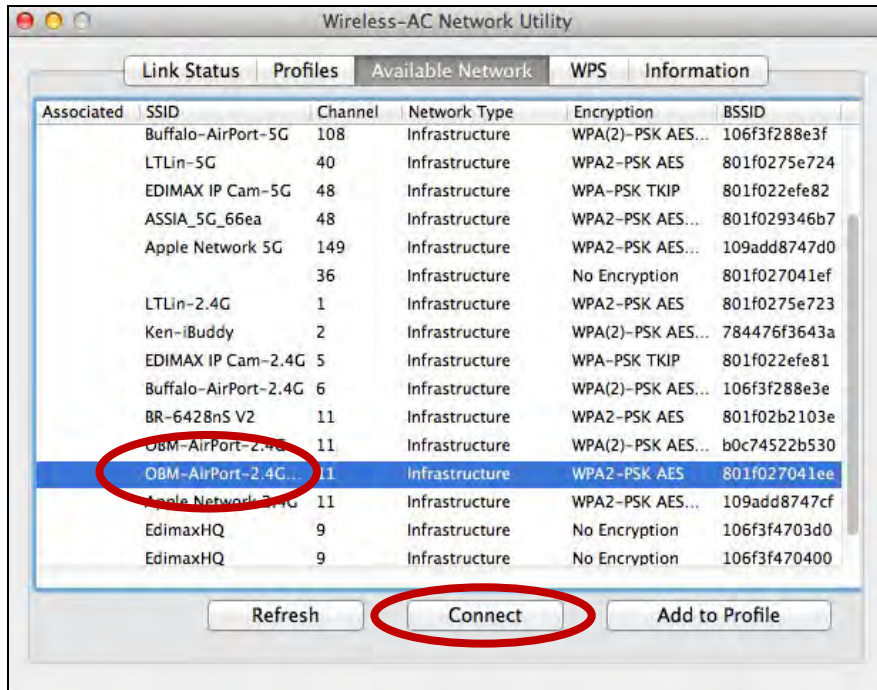 Wireless-AC Network Utility
Link Status Profiles Available Network WPS Information
Associated SSID Channel Network Type Encryption BSSID
Buffalo-AirPort-5G 108 Infrastructure WPA(2)-PSK AES... 106f3f288e3f
LTLin-5G 40 Infrastructure WPA2-PSK AES 801f0275e724
EDIMAX IP Cam-5G 48 Infrastructure WPA-PSK TKIP 801f022efe82
ASSIA_5G_66ea 48 Infrastructure WPA2-PSK AES... 801f029346b7
Apple Network 5G 149 Infrastructure WPA2-PSK AES... 109add8747d0
36 Infrastructure No Encryption 801f027041ef
LTLin-2.4G 1 Infrastructure WPA2-PSK AES 801f0275e723
Ken-iBuddy 2 Infrastructure WPA(2)-PSK AES... 784476f3643a
EDIMAX IP Cam-2.4G 5 Infrastructure WPA-PSK TKIP 801f022efe81
Buffalo-AirPort-2.4G 6 Infrastructure WPA(2)-PSK AES... 106f3f288e3e
BR-6428nS V2 11 Infrastructure WPA2-PSK AES 801f02b2103e
OBM-AirPort-2.4G 11 Infrastructure WPA(2)-PSK AES... b0c74522b530
OBM-AirPort-2.4G... 11 Infrastructure WPA2-PSK AES 801f027041ee
Apple Network 2.4G 11 Infrastructure WPA2-PSK AES... 109add8747cf
EdimaxHQ 9 Infrastructure No Encryption 106f3f4703d0
EdimaxHQ 9 Infrastructure No Encryption 106f3f470400
Refresh Connect Add to Profile